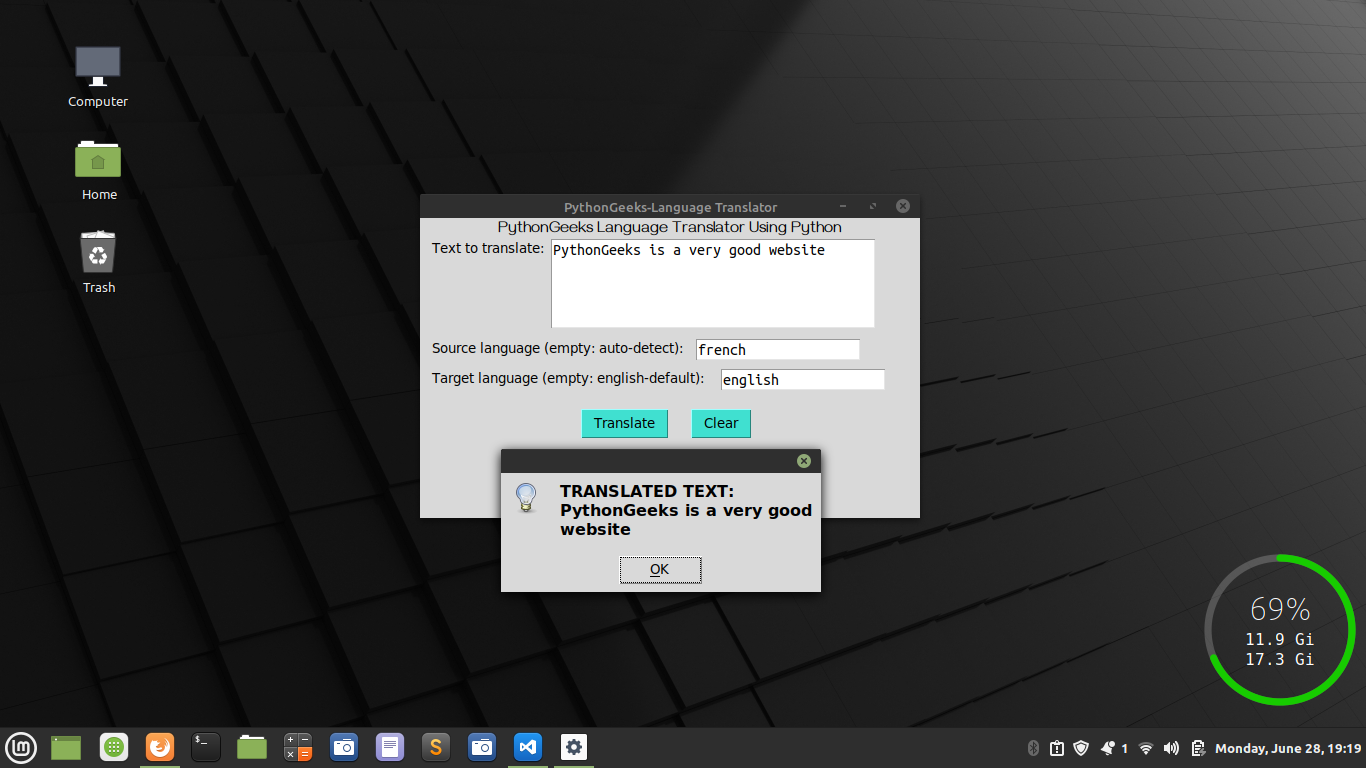 Computer
Home
Trash
PythonGeeks-Language Translator
PythonGeeks Language Translator Using Python
Text to translate: PythonGeeks is a very good website
Source language (empty: auto-detect): french
Target language (empty: english-default): english
Translate Clear
TRANSLATED TEXT:
PythonGeeks is a very good
website
OK
69%
11.9 Gi
17.3 Gi
$_
S
1 Monday, June 28, 19:19